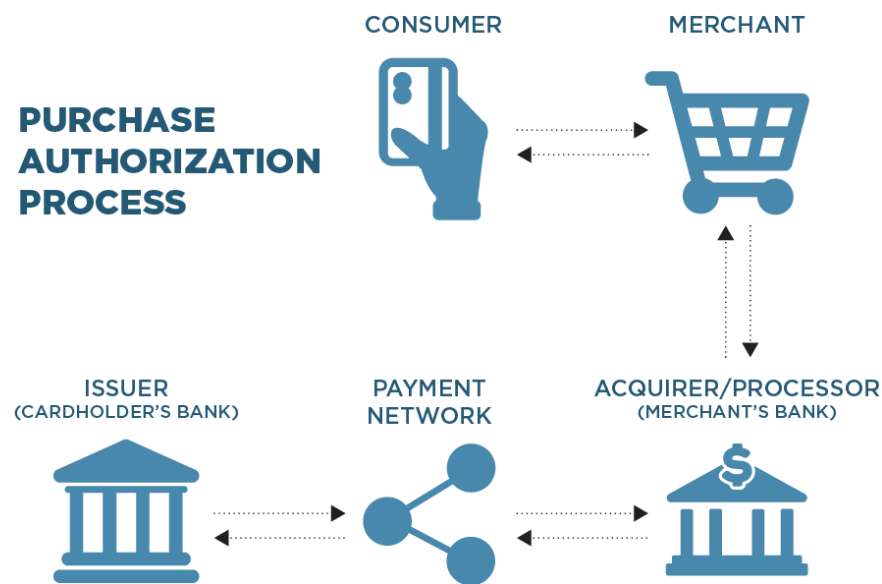 CONSUMER
MERCHANT
PURCHASE
AUTHORIZATION
PROCESS
ISSUER
(CARDHOLDER'S BANK)
PAYMENT
NETWORK
ACQUIRER/PROCESSOR
(MERCHANT'S BANK)
$